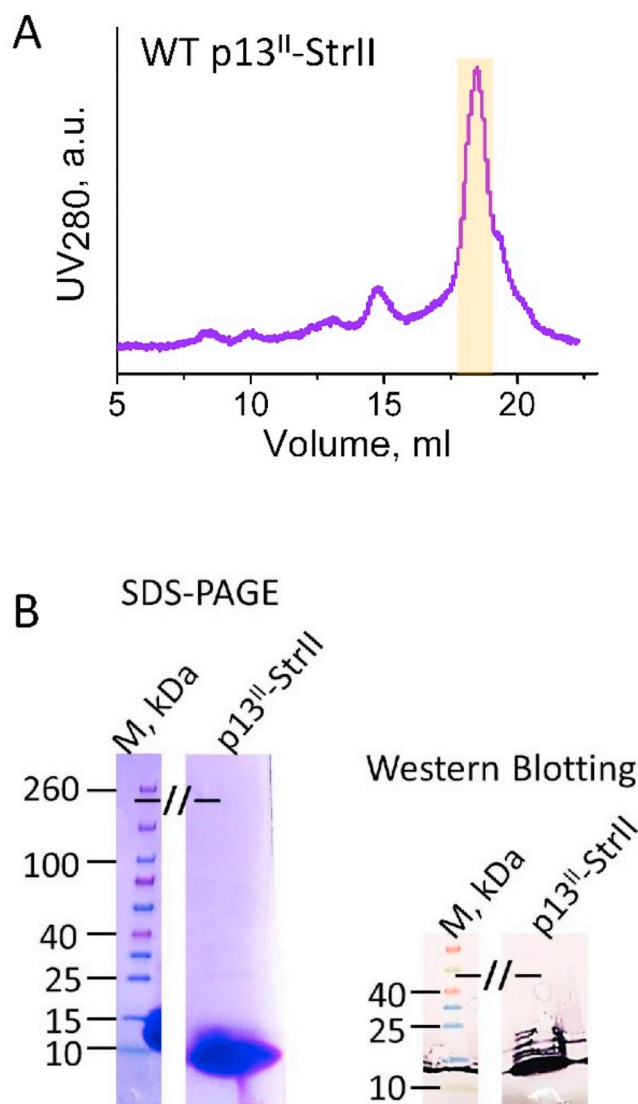 A
WT p13ᴵᴵ-StrII
UV280, a.u.
5 10 15 20
Volume, ml
B
SDS-PAGE
M, kDa p13ᴵᴵ-StrII
260
100
40
25
15
10
Western Blotting
M, kDa p13ᴵᴵ-StrII
40
25
10